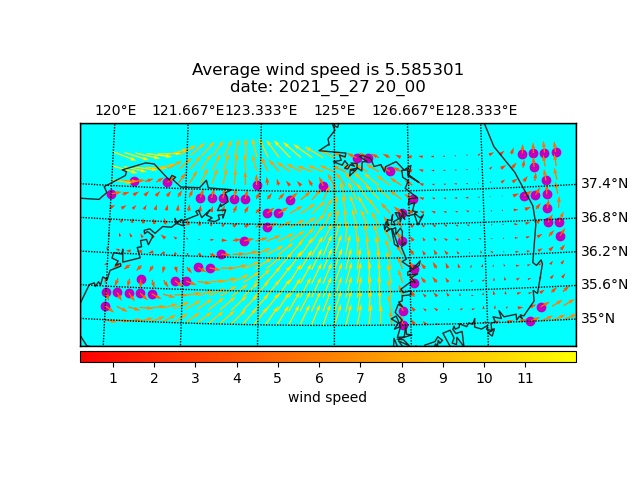 Average wind speed is 5.585301
date: 2021_5_27 20_00
120°E 121.667°E 123.333°E 125°E 126.667°E 128.333°E
37.4°N
36.8°N
36.2°N
35.6°N
35°N
1 2 3 4 5 6 7 8 9 10 11
wind speed